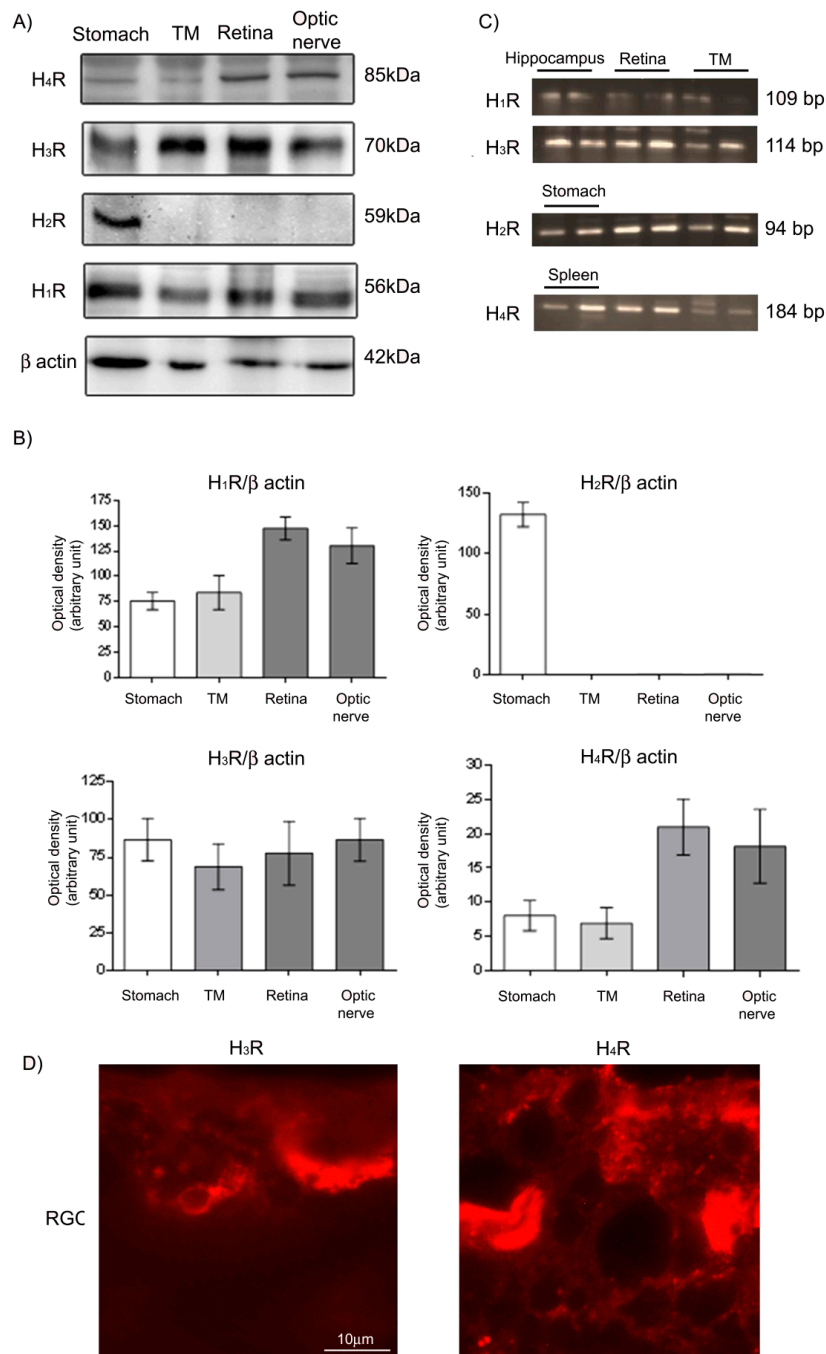 A)
Stomach TM Retina Optic nerve
H4R 85kDa
H3R 70kDa
H2R 59kDa
H1R 56kDa
β actin 42kDa
C)
Hippocampus Retina TM
H1R 109 bp
H3R 114 bp
Stomach
H2R 94 bp
Spleen
H4R 184 bp
B)
H1R/β actin
Optical density
(arbitrary unit)
175
150
125
100
75
50
25
0
Stomach TM Retina Optic nerve
H2R/β actin
Optical density
(arbitrary unit)
150
100
50
0
Stomach TM Retina Optic nerve
H3R/β actin
Optical density
(arbitrary unit)
125
100
75
50
25
0
Stomach TM Retina Optic nerve
H4R/β actin
Optical density
(arbitrary unit)
30
25
20
15
10
5
0
Stomach TM Retina Optic nerve
D)
H3R H4R
RGC
10μm